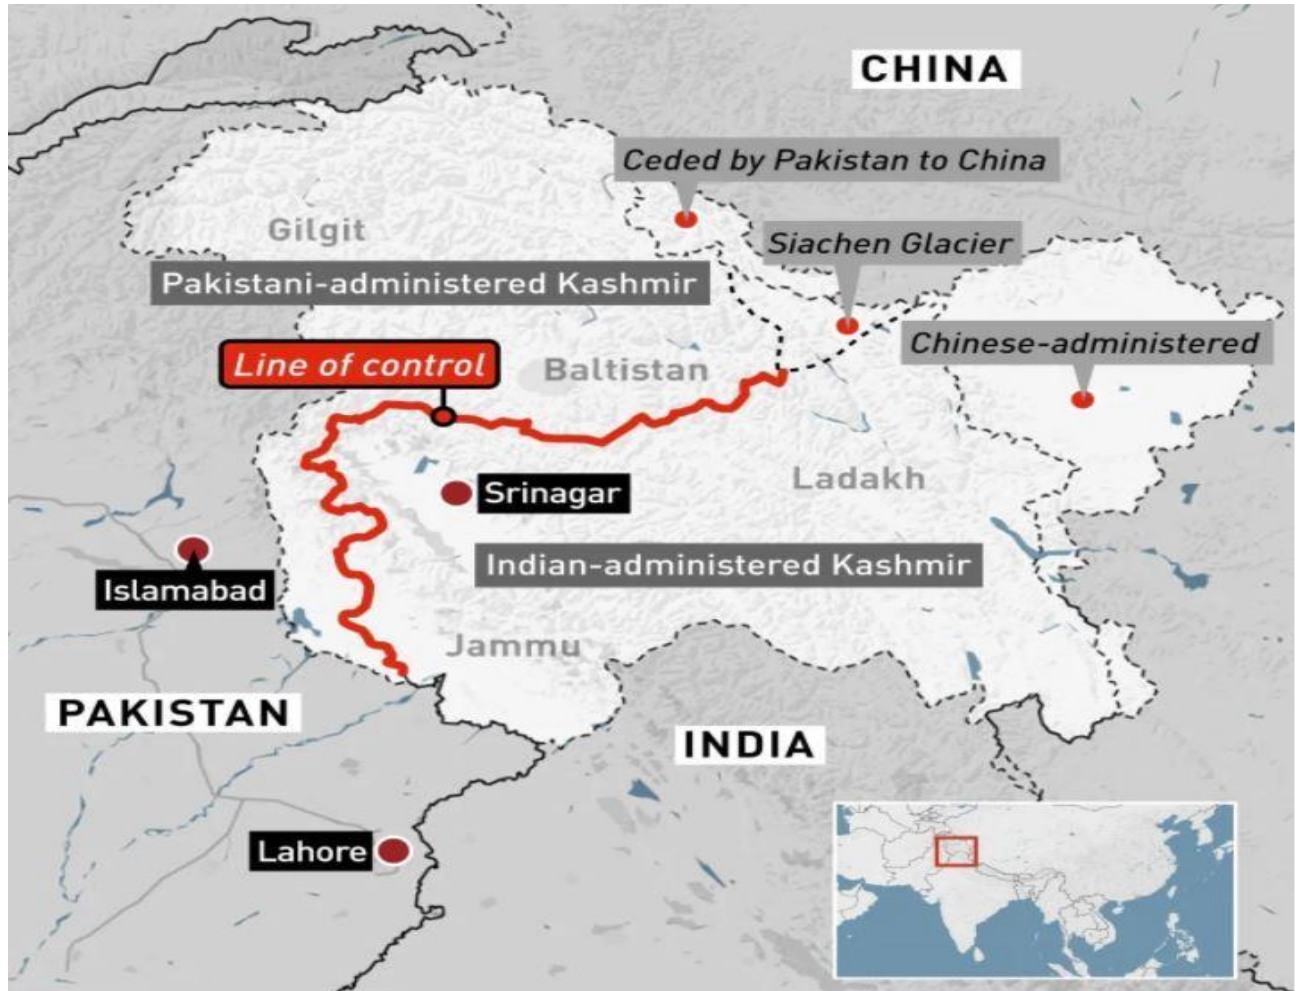 CHINA
Ceded by Pakistan to China
Gilgit
Siachen Glacier
Pakistani-administered Kashmir
Chinese-administered
Line of control
Baltistan
Ladakh
Srinagar
Islamabad
Indian-administered Kashmir
Jammu
PAKISTAN
INDIA
Lahore